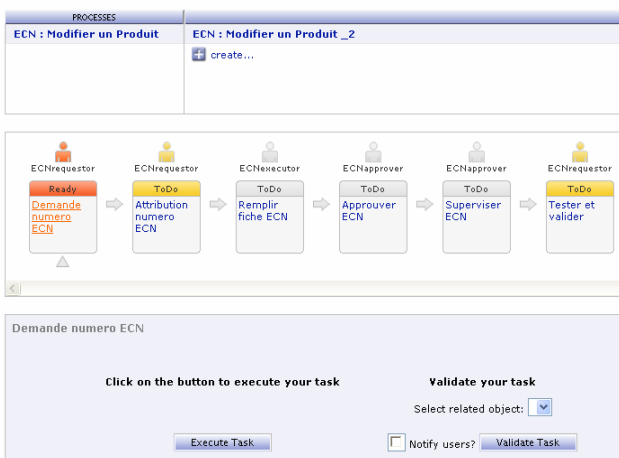 PROCESSES
ECN : Modifier un Produit
ECN : Modifier un Produit _2
create...
ECNrequestor
ECNrequestor
ECNexecutor
ECNapprover
ECNapprover
ECNrequestor
Ready
ToDo
ToDo
ToDo
ToDo
ToDo
Demande
numero
ECN
Attribution
numero
ECN
Remplir
fiche ECN
Approuver
ECN
Superviser
ECN
Tester et
valider
Demande numero ECN
Click on the button to execute your task
Validate your task
Select related object:
Execute Task
Notify users?
Validate Task